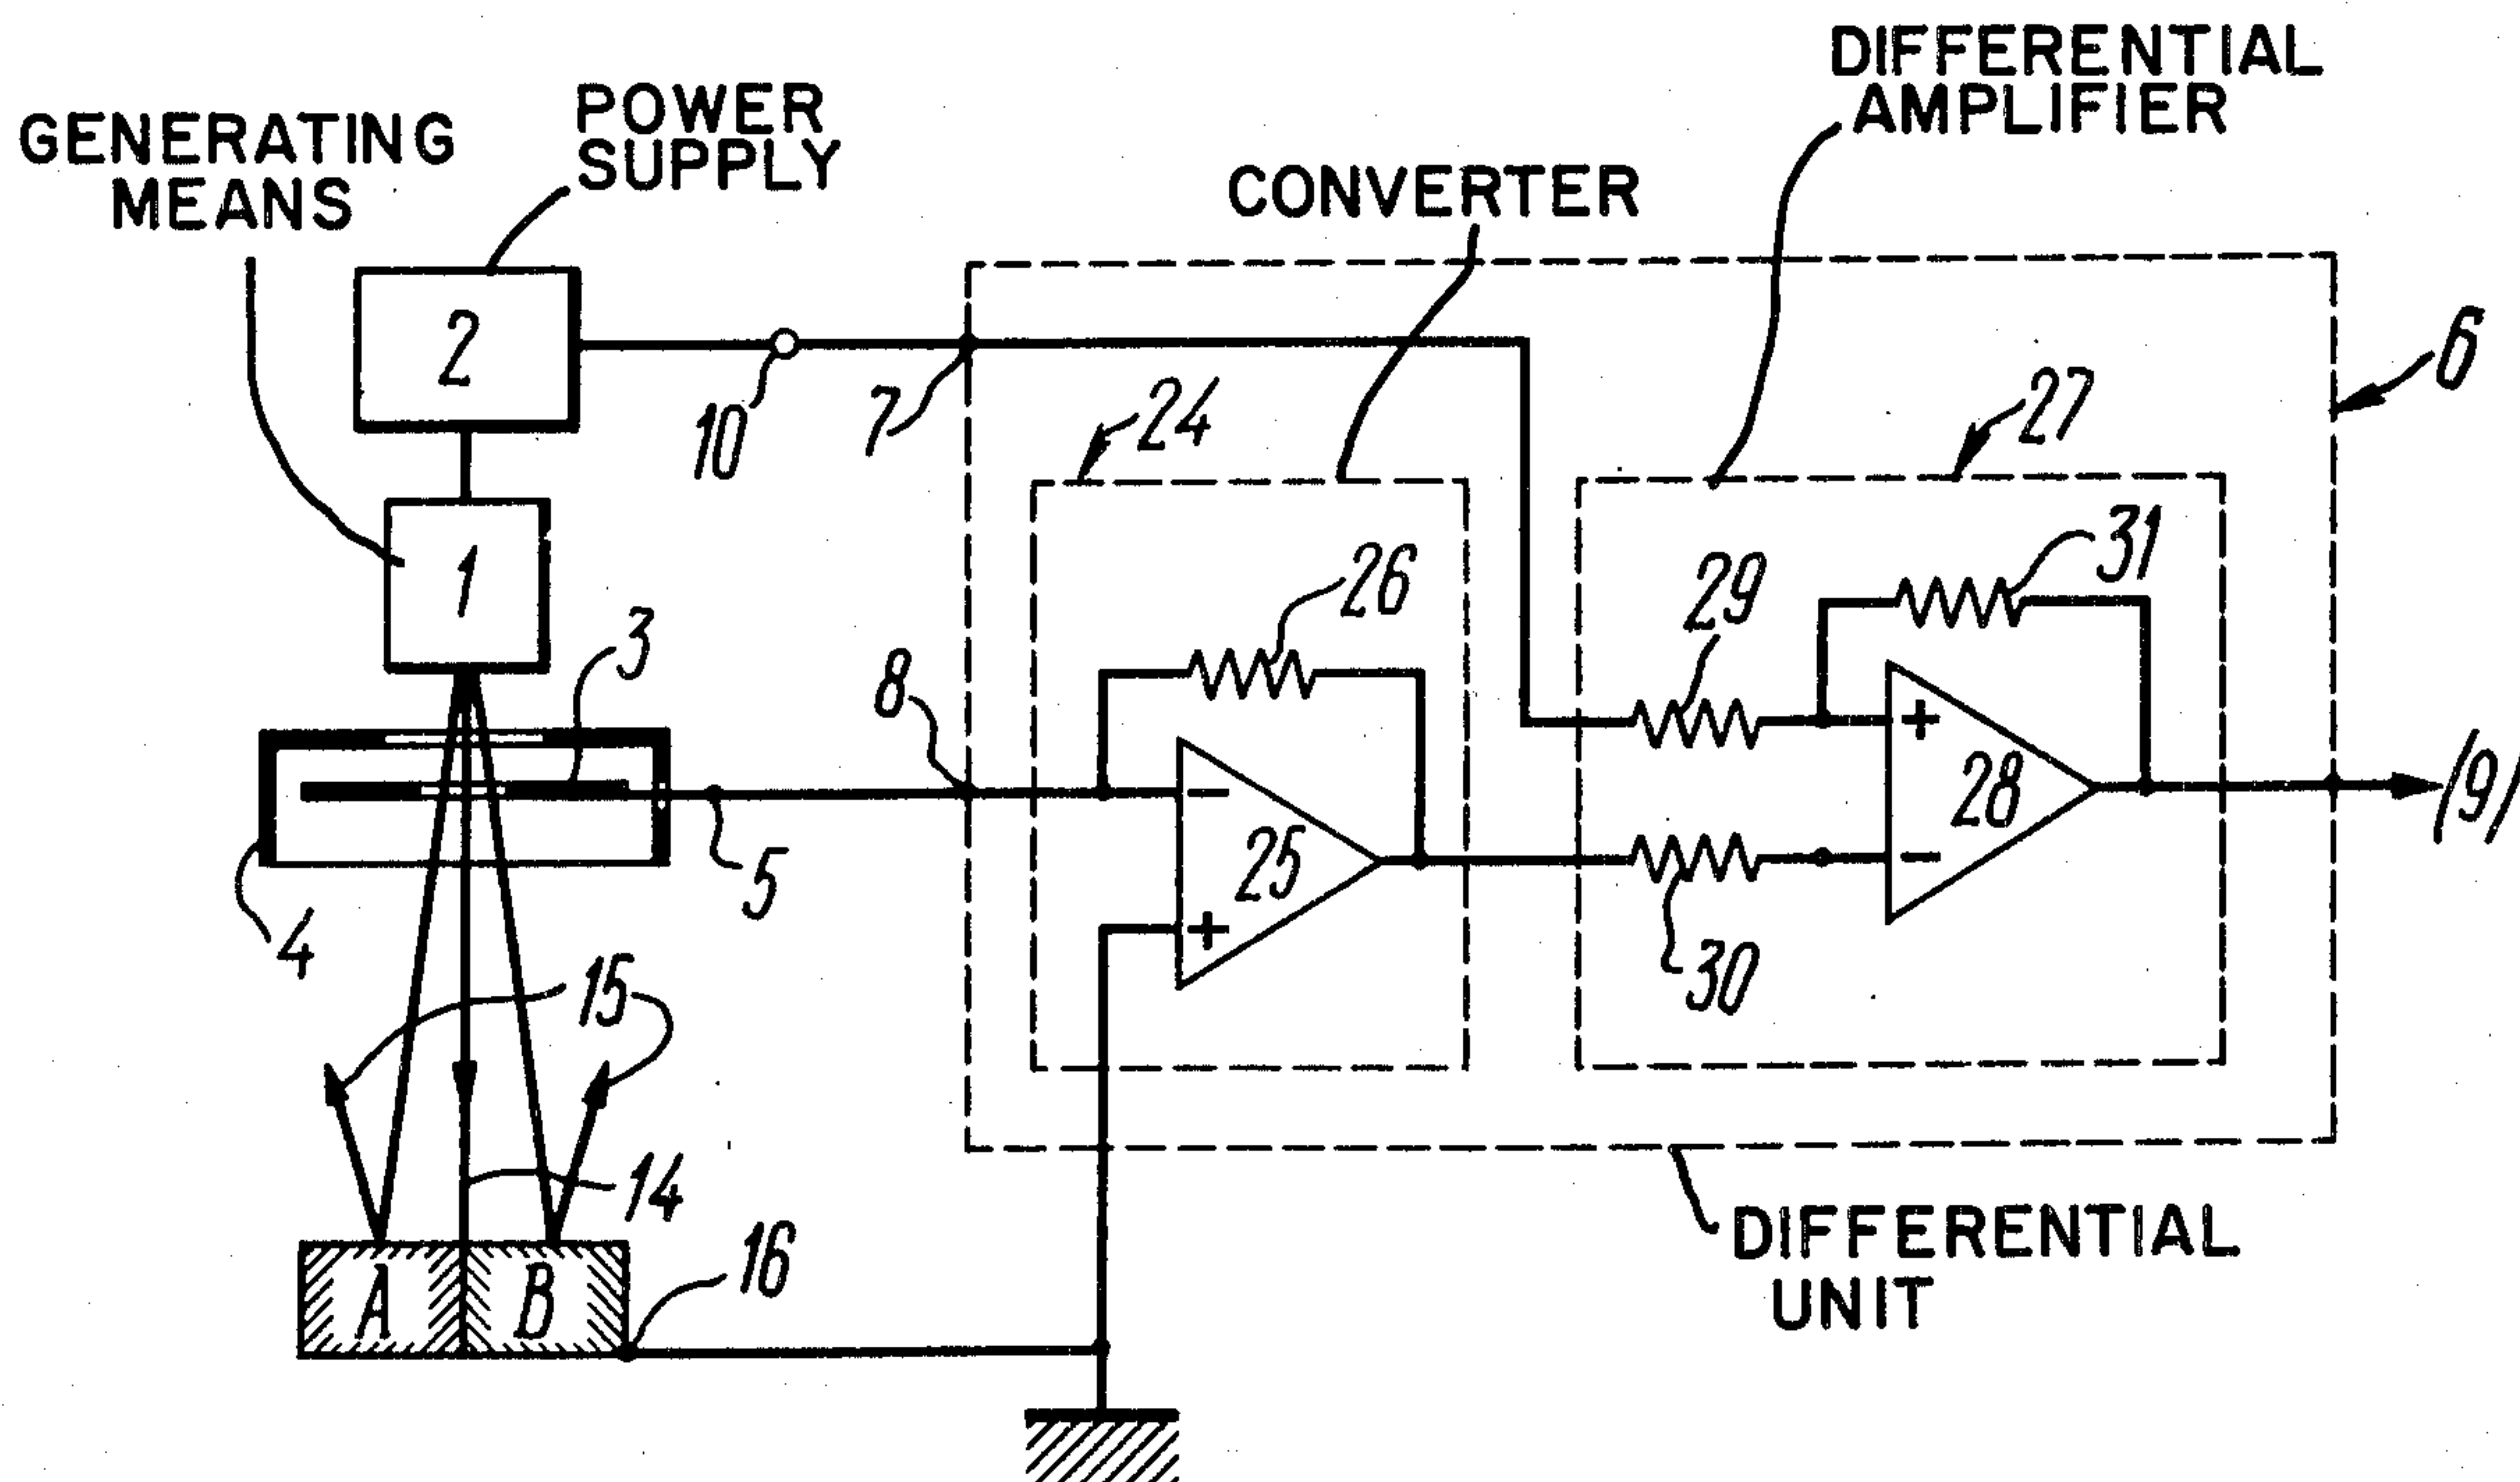 DIFFERENTIAL
AMPLIFIER
POWER
SUPPLY
GENERATING
MEANS
CONVERTER
2
10
7
24
27
6
1
3
26
29
31
8
+
-
28
/9/
5
-
25
+
30
4
15
14
16
A
B
DIFFERENTIAL
UNIT